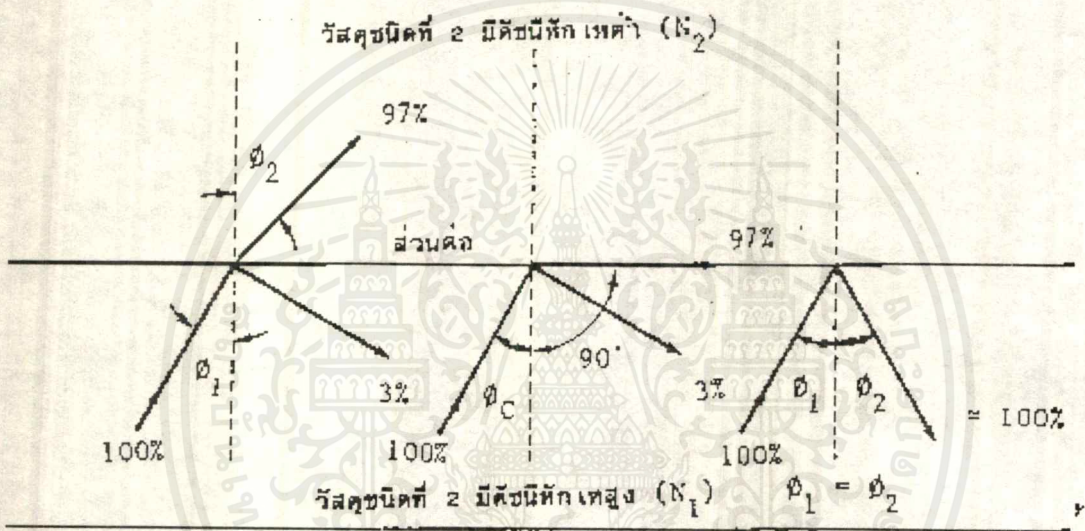 วัสดุชนิดที่ 2 มีดัชนีหักเหต่ำ (N₂)
97%
Ø₂
ส่วนต่อ
97%
90°
Ø₁
3%
Ø_C
3%
Ø₁
Ø₂
= 100%
100%
100%
100%
วัสดุชนิดที่ 2 มีดัชนีหักเหสูง (N₁)
Ø₁ = Ø₂